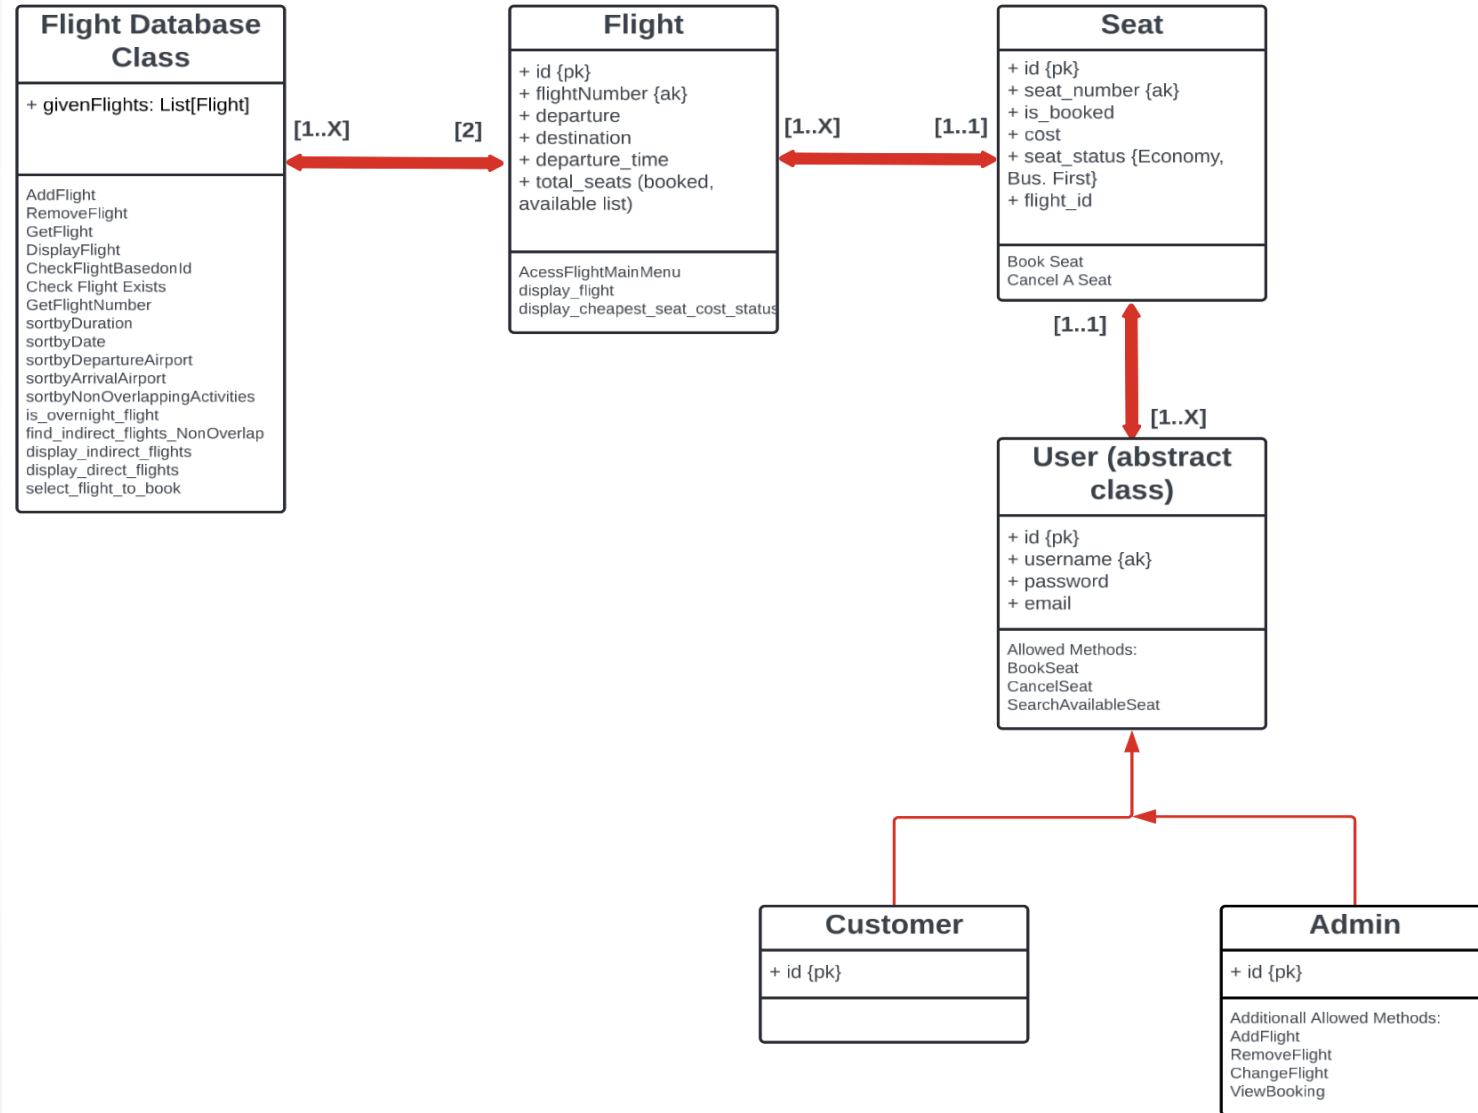 Flight Database
Class
+ givenFlights: List[Flight]
AddFlight
RemoveFlight
GetFlight
DisplayFlight
CheckFlightBasedonId
Check Flight Exists
GetFlightNumber
sortbyDuration
sortbyDate
sortbyDepartureAirport
sortbyArrivalAirport
sortbyNonOverlappingActivities
is_overnight_flight
find_indirect_flights_NonOverlap
display_indirect_flights
display_direct_flights
select_flight_to_book
[1..X]
[2]
Flight
+ id {pk}
+ flightNumber {ak}
+ departure
+ destination
+ departure_time
+ total_seats (booked,
available list)
AcessFlightMainMenu
display_flight
display_cheapest_seat_cost_status
[1..X]
[1..1]
Seat
+ id {pk}
+ seat_number {ak}
+ is_booked
+ cost
+ seat_status {Economy,
Bus. First}
+ flight_id
Book Seat
Cancel A Seat
[1..1]
[1..X]
User (abstract
class)
+ id {pk}
+ username {ak}
+ password
+ email
Allowed Methods:
BookSeat
CancelSeat
SearchAvailableSeat
Customer
+ id {pk}
Admin
+ id {pk}
Additionall Allowed Methods:
AddFlight
RemoveFlight
ChangeFlight
ViewBooking